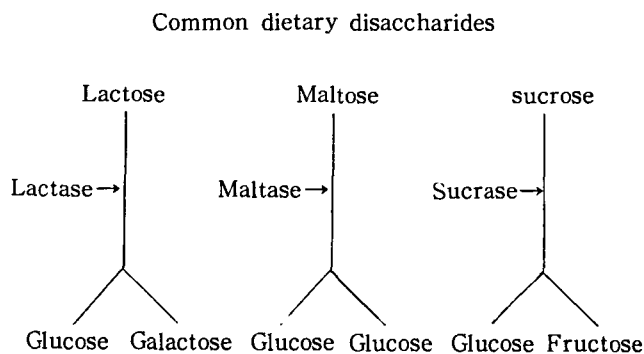 Common dietary disaccharides
Lactose Maltose sucrose
Lactase→ Maltase→ Sucrase→
Glucose Galactose Glucose Glucose Glucose Fructose